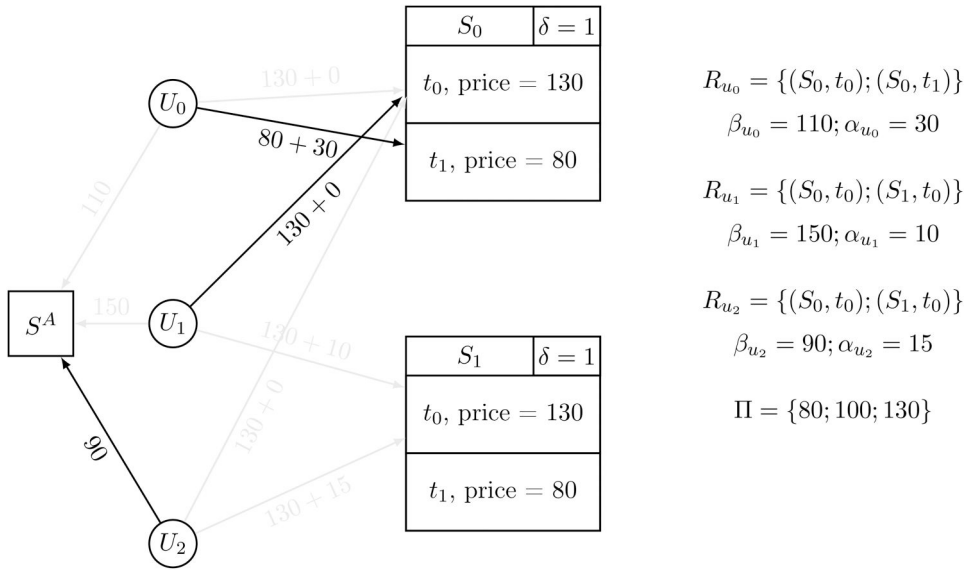 S_0
δ = 1
t_0, price = 130
t_1, price = 80
U_0
130 + 0
80 + 30
110
130 + 0
S^A
150
U_1
130 + 10
130 + 0
90
130 + 15
U_2
S_1
δ = 1
t_0, price = 130
t_1, price = 80
R_{u_0} = {(S_0, t_0); (S_0, t_1)}
β_{u_0} = 110; α_{u_0} = 30
R_{u_1} = {(S_0, t_0); (S_1, t_0)}
β_{u_1} = 150; α_{u_1} = 10
R_{u_2} = {(S_0, t_0); (S_1, t_0)}
β_{u_2} = 90; α_{u_2} = 15
Π = {80; 100; 130}